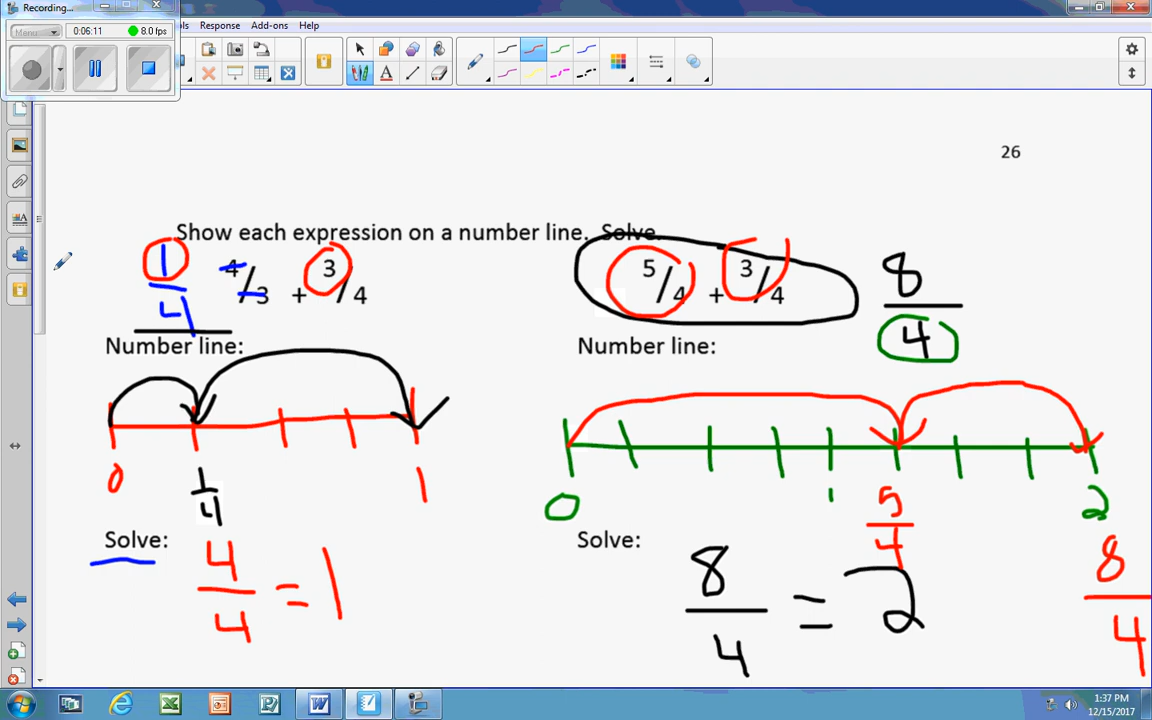 Recording...
Menu
0:06:11
8.0 fps
Response
Add-ons
Help
26
Show each expression on a number line. Solve.
1/4
4/3 + 3/4
5/4 + 3/4
8/4
Number line:
Number line:
0
1/4
1
0
1
5/4
2
8/4
Solve:
4/4 = 1
Solve:
8/4 = 2
1:37 PM
12/15/2017